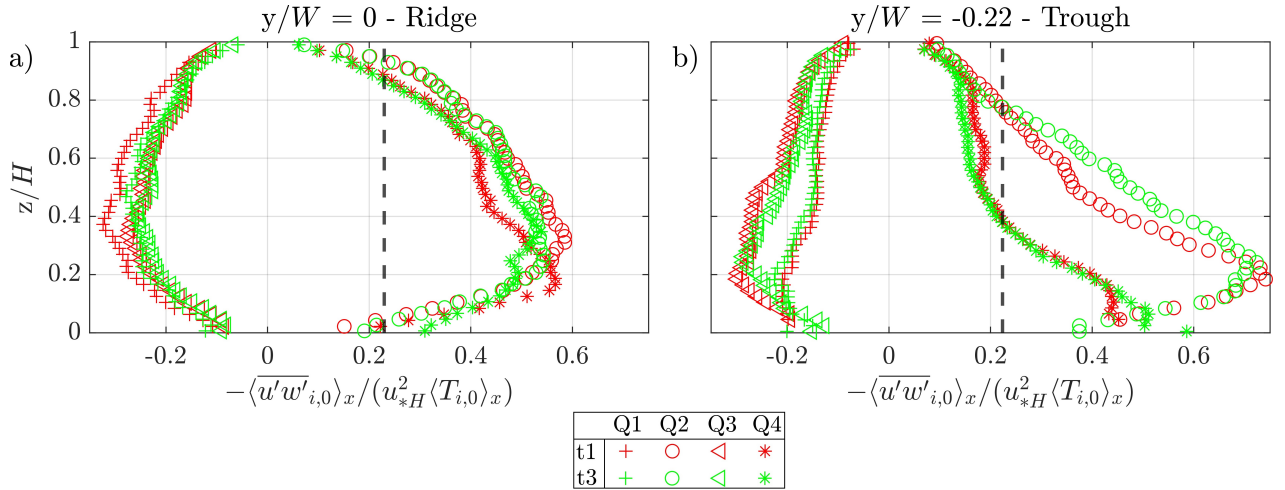 y/W = 0 - Ridge
y/W = -0.22 - Trough
a)
b)
z/H
1
0.8
0.6
0.4
0.2
0
-0.2 0 0.2 0.4 0.6
-0.2 0 0.2 0.4 0.6
−⟨\overline{u′w′}_{i,0}⟩_x/(u²_{*H}⟨T_{i,0}⟩_x)
−⟨\overline{u′w′}_{i,0}⟩_x/(u²_{*H}⟨T_{i,0}⟩_x)
Q1 Q2 Q3 Q4
t1
t3